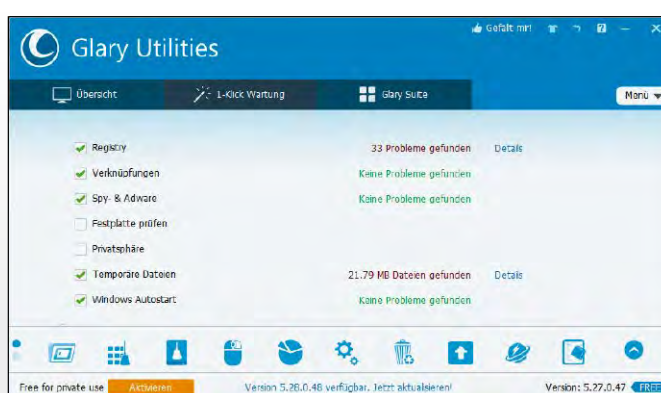 Glary Utilities
Gefällt mir!
Übersicht
1-Klick Wartung
Glary Suite
Menü
Registry 33 Probleme gefunden Details
Verknüpfungen Keine Probleme gefunden
Spy- & Adware Keine Probleme gefunden
Festplatte prüfen
Privatsphäre
Temporäre Dateien 21.79 MB Dateien gefunden Details
Windows Autostart Keine Probleme gefunden
Free for private use Aktivieren Version 5.28.0.48 verfügbar. Jetzt aktualisieren! Version: 5.27.0.47 FREE